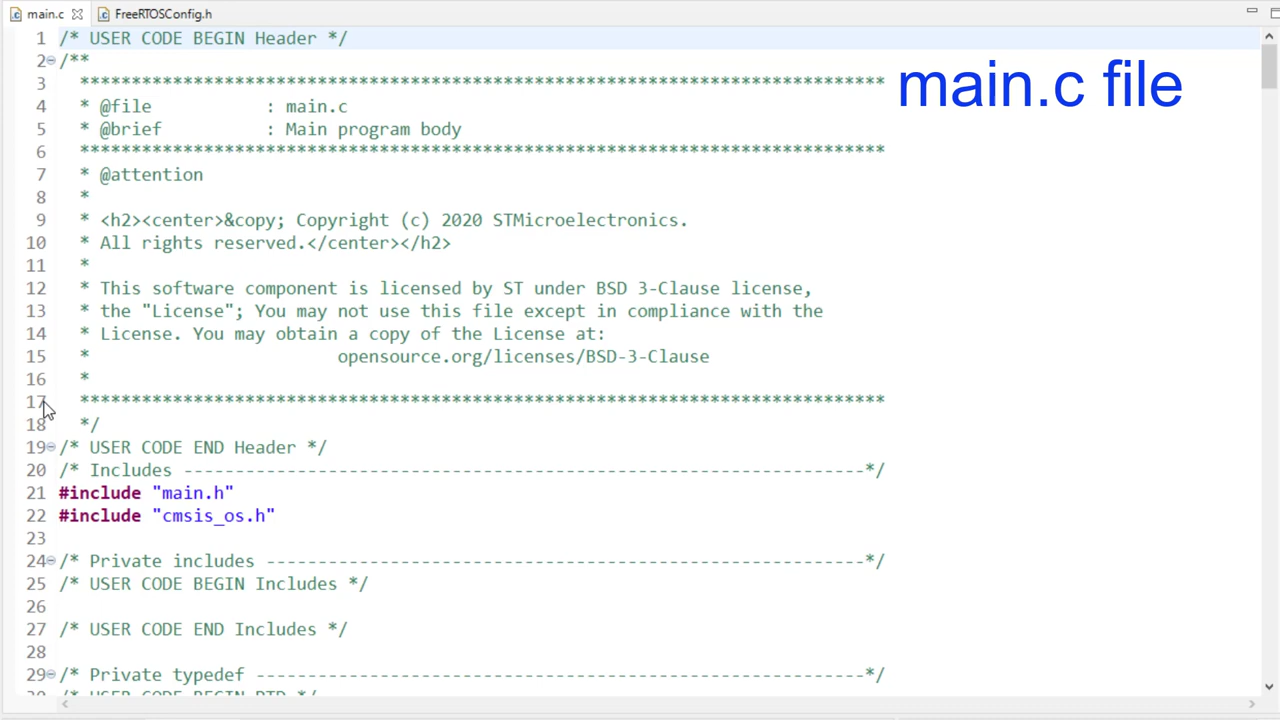 main.c
FreeRTOSConfig.h
main.c file
1 /* USER CODE BEGIN Header */
2 /**
3 ******************************************************************************
4 * @file           : main.c
5 * @brief          : Main program body
6 ******************************************************************************
7 * @attention
8 *
9 * <h2><center>&copy; Copyright (c) 2020 STMicroelectronics.
10 * All rights reserved.</center></h2>
11 *
12 * This software component is licensed by ST under BSD 3-Clause license,
13 * the "License"; You may not use this file except in compliance with the
14 * License. You may obtain a copy of the License at:
15 *                        opensource.org/licenses/BSD-3-Clause
16 *
17 ******************************************************************************
18 */
19 /* USER CODE END Header */
20 /* Includes ------------------------------------------------------------------*/
21 #include "main.h"
22 #include "cmsis_os.h"
23
24 /* Private includes ----------------------------------------------------------*/
25 /* USER CODE BEGIN Includes */
26
27 /* USER CODE END Includes */
28
29 /* Private typedef -----------------------------------------------------------*/
30 /* USER CODE BEGIN PTD */